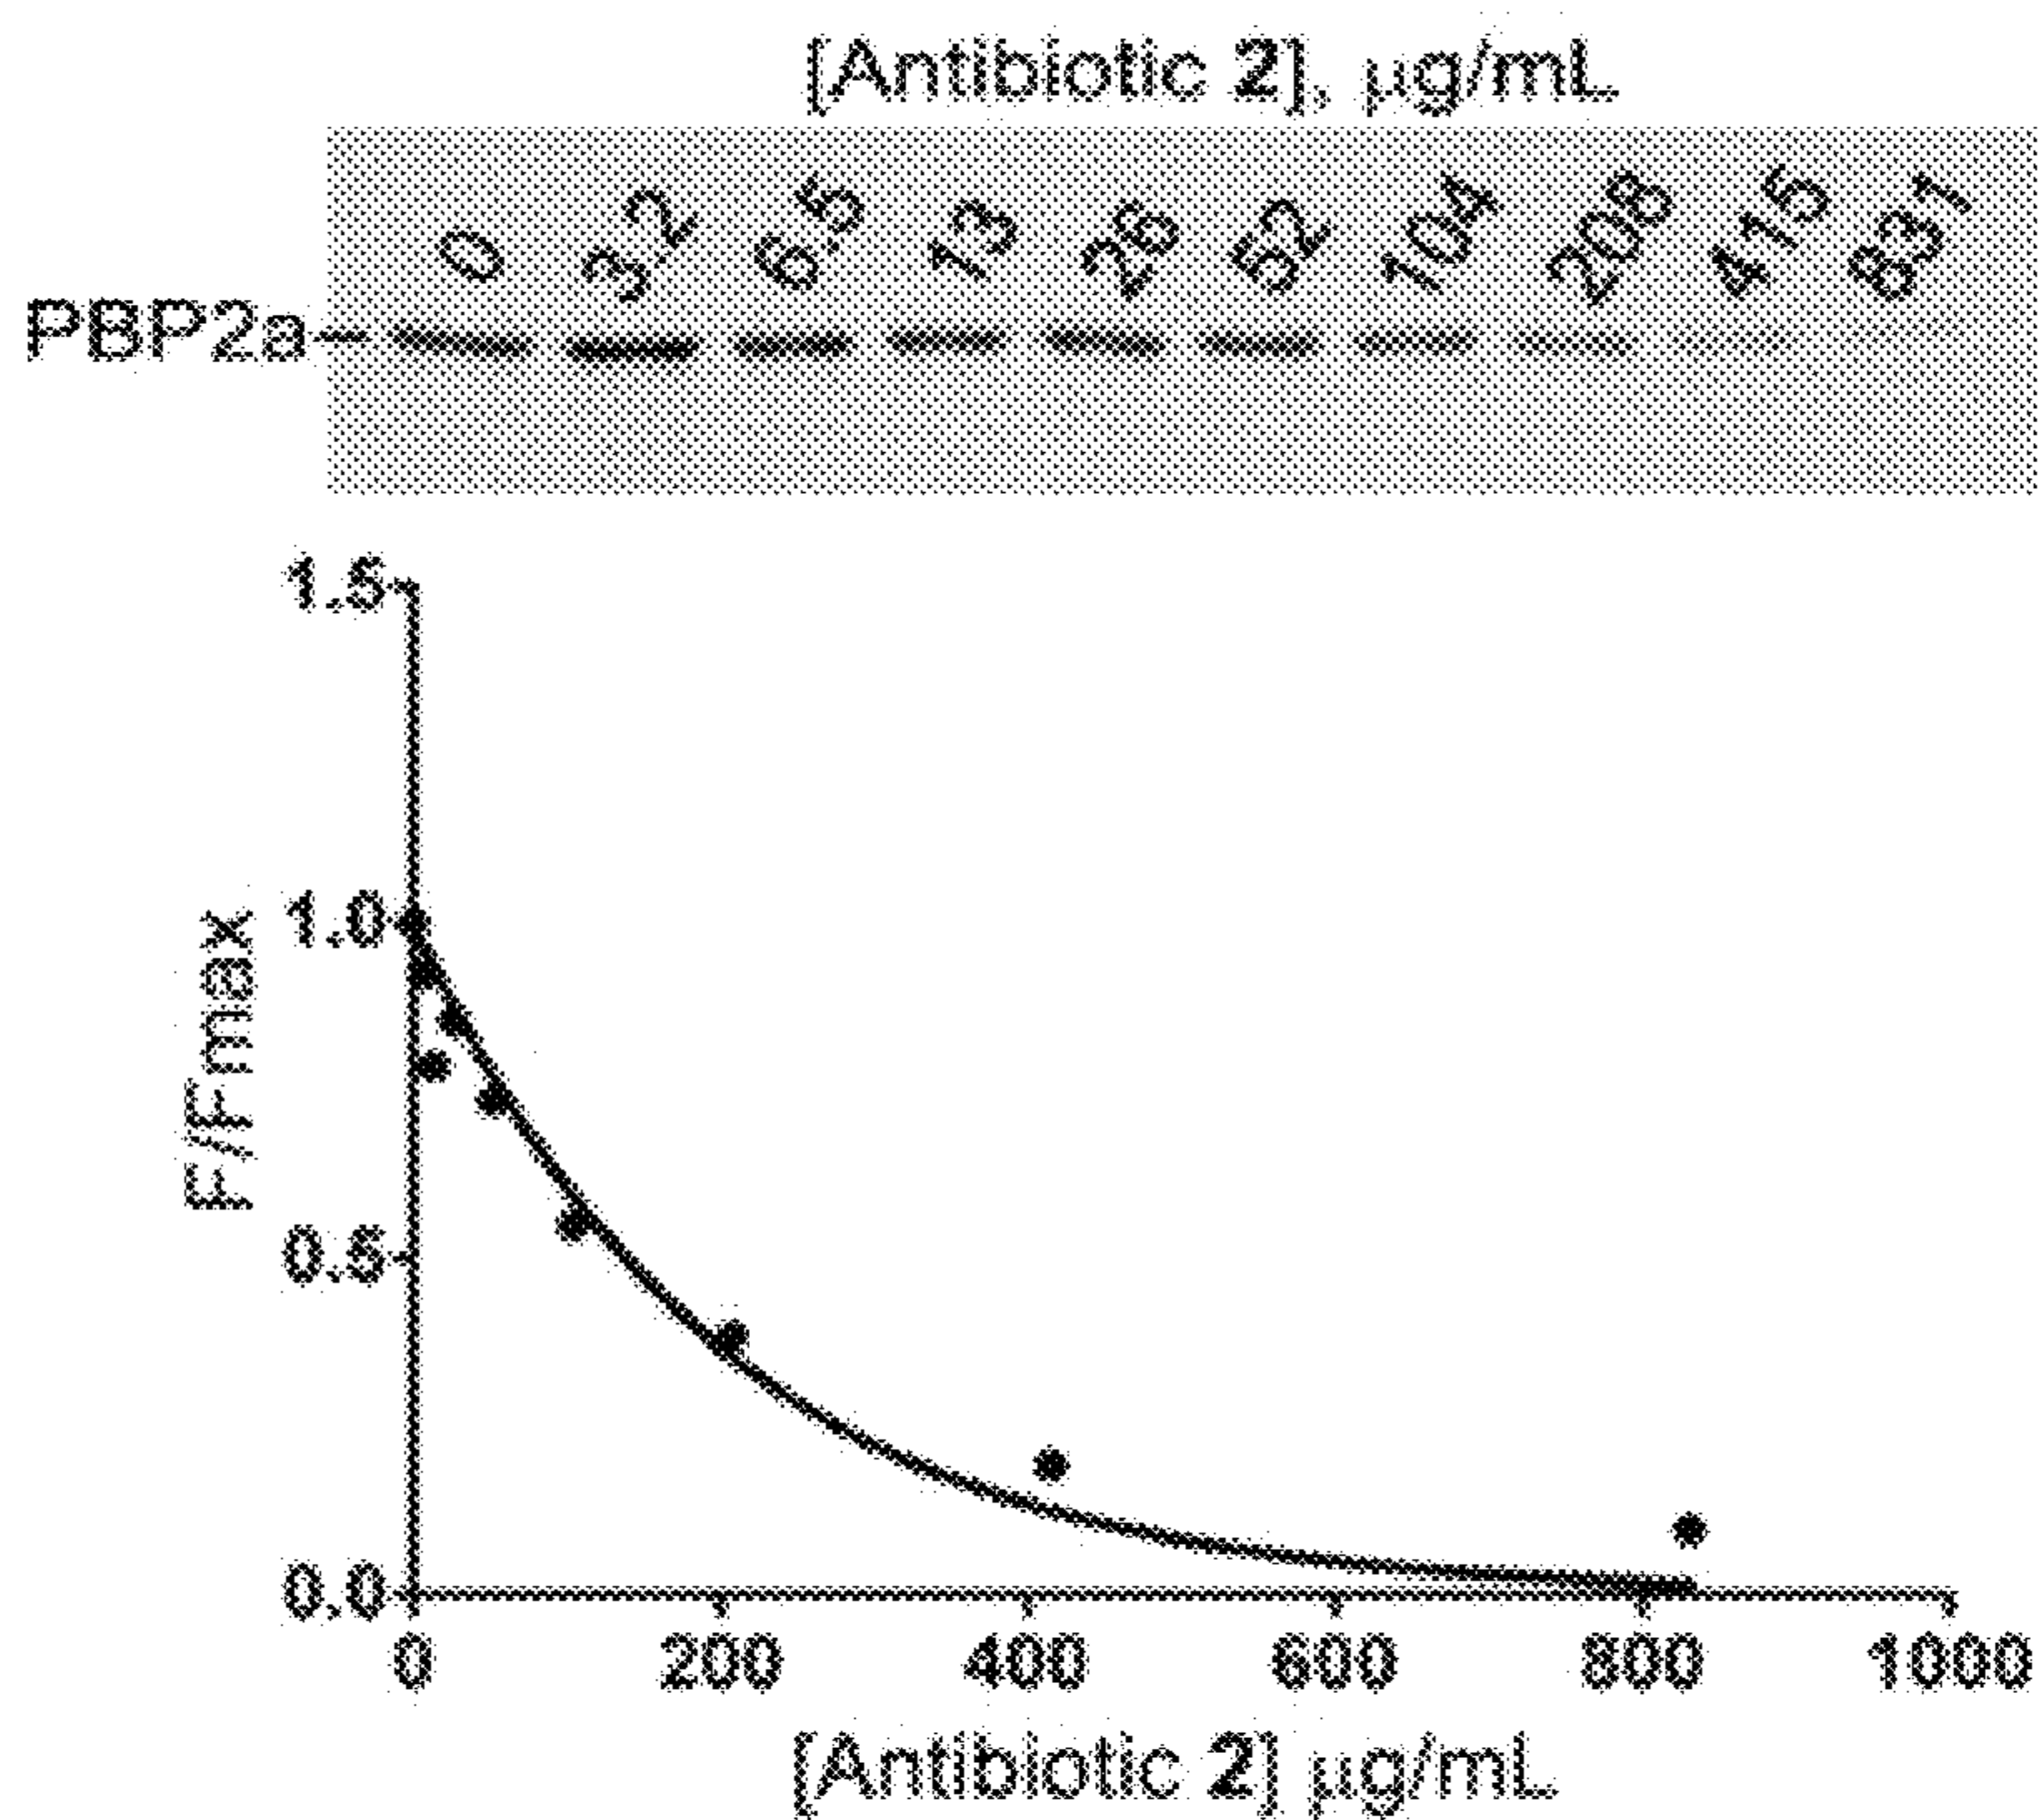 [Antibiotic 2], μg/mL
0 3.2 6.5 13 26 52 104 208 415 831
PBP2a
1.5
1.0
0.5
0.0
F/Fmax
0 200 400 600 800 1000
[Antibiotic 2] μg/mL